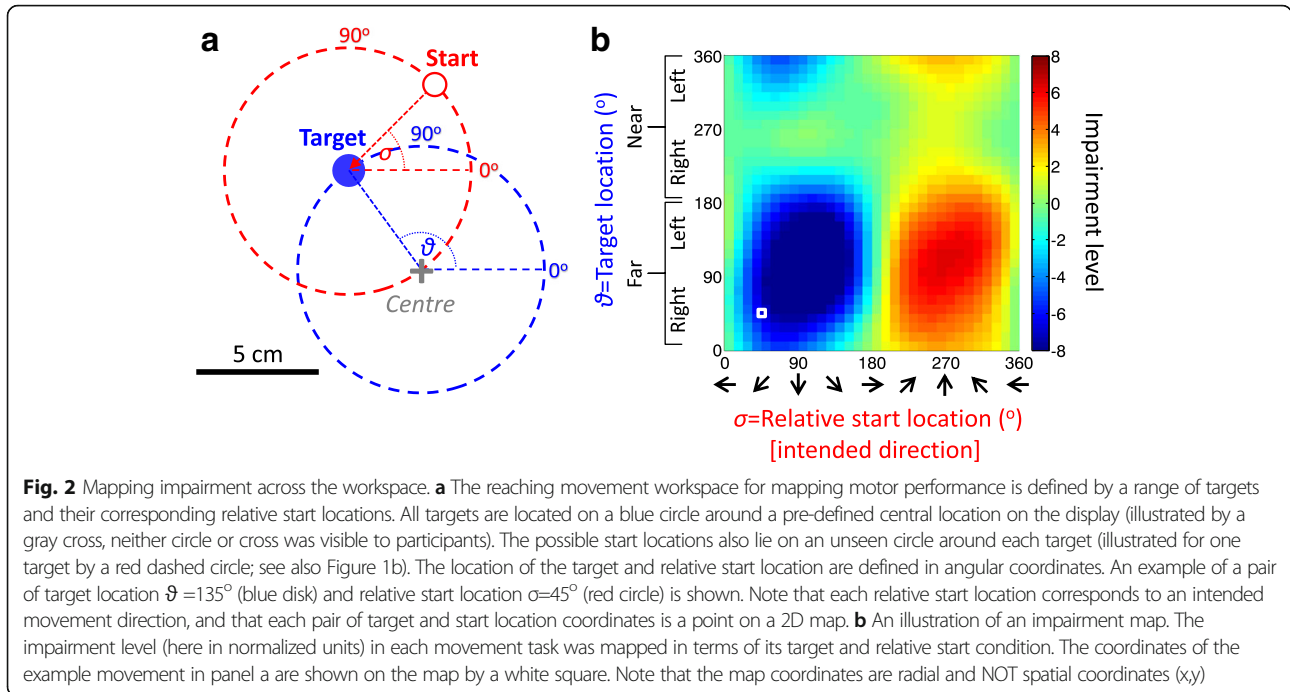 a
90°
Start
Target
90°
σ
0°
ϑ
0°
Centre
5 cm
b
ϑ=Target location (°)
Near
Far
Left
Right
Left
Right
360
270
180
90
0
0 90 180 270 360
σ=Relative start location (°)
[intended direction]
8
6
4
2
0
-2
-4
-6
-8
Impairment level
Fig. 2 Mapping impairment across the workspace. a The reaching movement workspace for mapping motor performance is defined by a range of targets
and their corresponding relative start locations. All targets are located on a blue circle around a pre-defined central location on the display (illustrated by a
gray cross, neither circle or cross was visible to participants). The possible start locations also lie on an unseen circle around each target (illustrated for one
target by a red dashed circle; see also Figure 1b). The location of the target and relative start location are defined in angular coordinates. An example of a pair
of target location ϑ =135° (blue disk) and relative start location σ=45° (red circle) is shown. Note that each relative start location corresponds to an intended
movement direction, and that each pair of target and start location coordinates is a point on a 2D map. b An illustration of an impairment map. The
impairment level (here in normalized units) in each movement task was mapped in terms of its target and relative start condition. The coordinates of the
example movement in panel a are shown on the map by a white square. Note that the map coordinates are radial and NOT spatial coordinates (x,y)